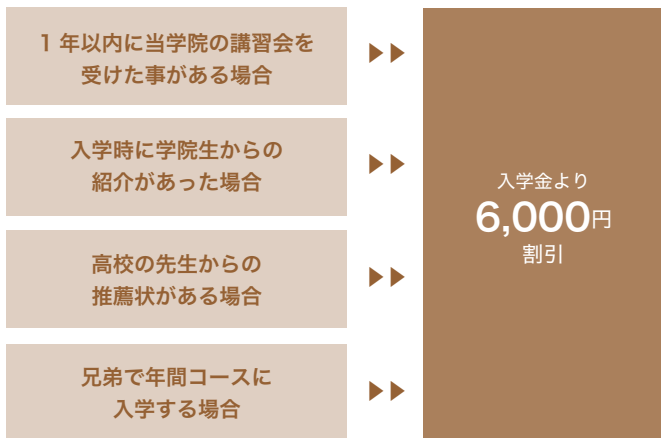 1 年以内に当学院の講習会を
受けた事がある場合
入学時に学院生からの
紹介があった場合
高校の先生からの
推薦状がある場合
兄弟で年間コースに
入学する場合
入学金より
6,000円
割引